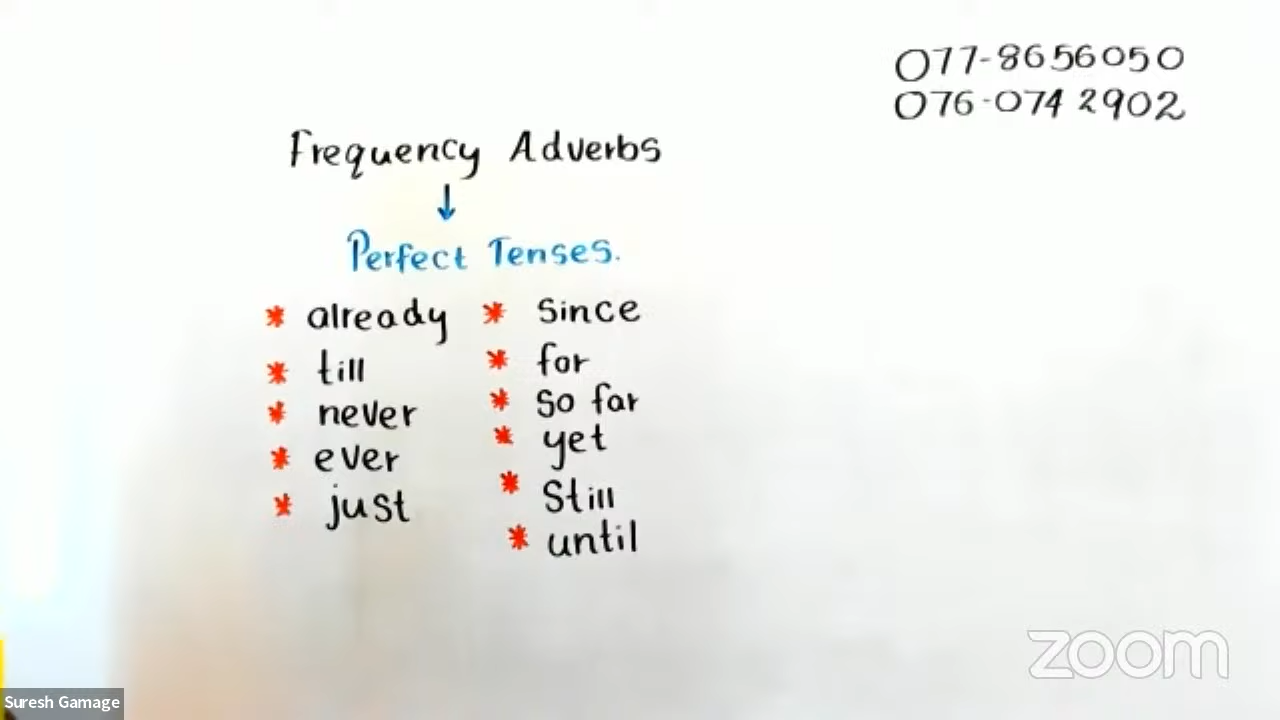 077-8656050
076-074 2902
Frequency Adverbs
↓
Perfect Tenses.
* already
* till
* never
* ever
* just
* Since
* for
* So far
* yet
* Still
* until
zoom
Suresh Gamage